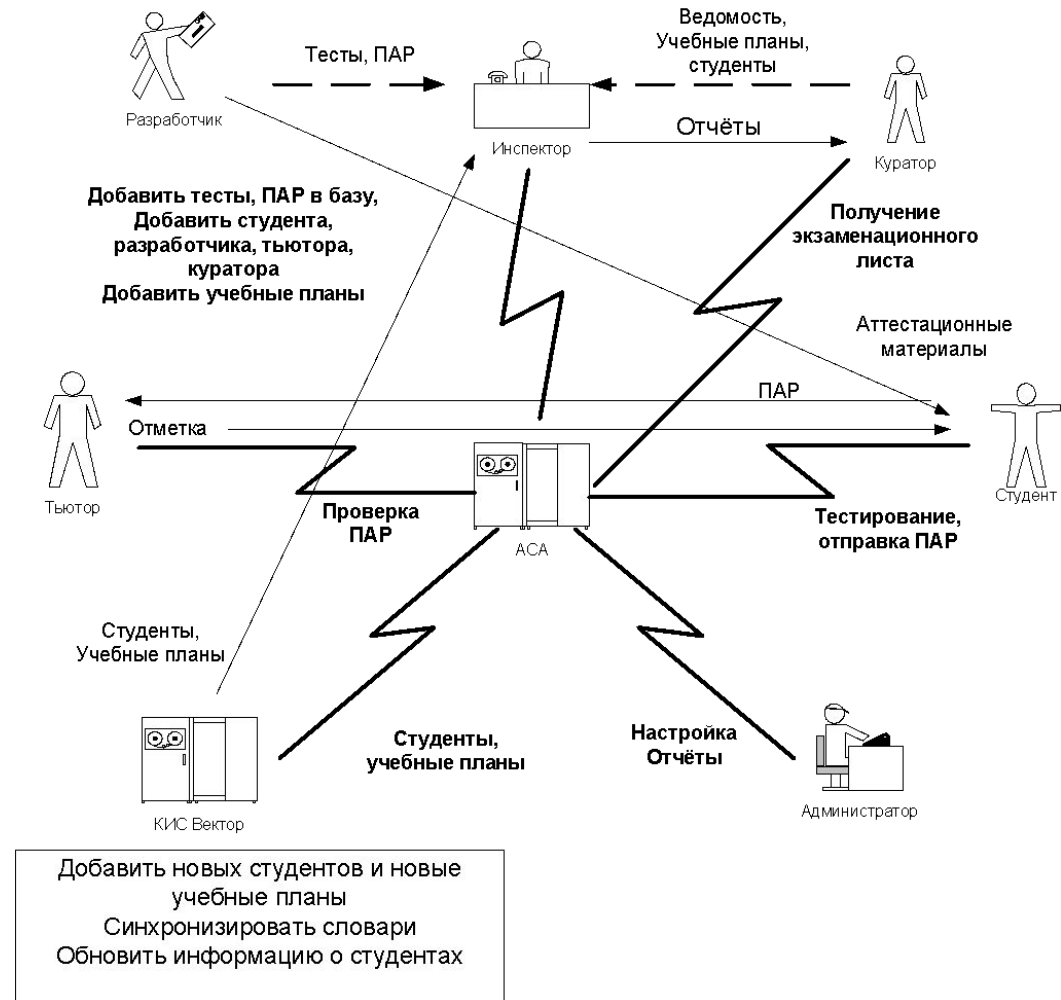 Ведомость,
Учебные планы,
студенты
Тесты, ПАР
Разработчик
Инспектор
Отчёты
Куратор
Добавить тесты, ПАР в базу,
Добавить студента,
разработчика, тьютора,
куратора
Добавить учебные планы
Получение
экзаменационного
листа
Аттестационные
материалы
ПАР
Отметка
Тьютор
Студент
Проверка
ПАР
АСА
Тестирование,
отправка ПАР
Студенты,
Учебные планы
Студенты,
учебные планы
Настройка
Отчёты
КИС Вектор
Администратор
Добавить новых студентов и новые
учебные планы
Синхронизировать словари
Обновить информацию о студентах